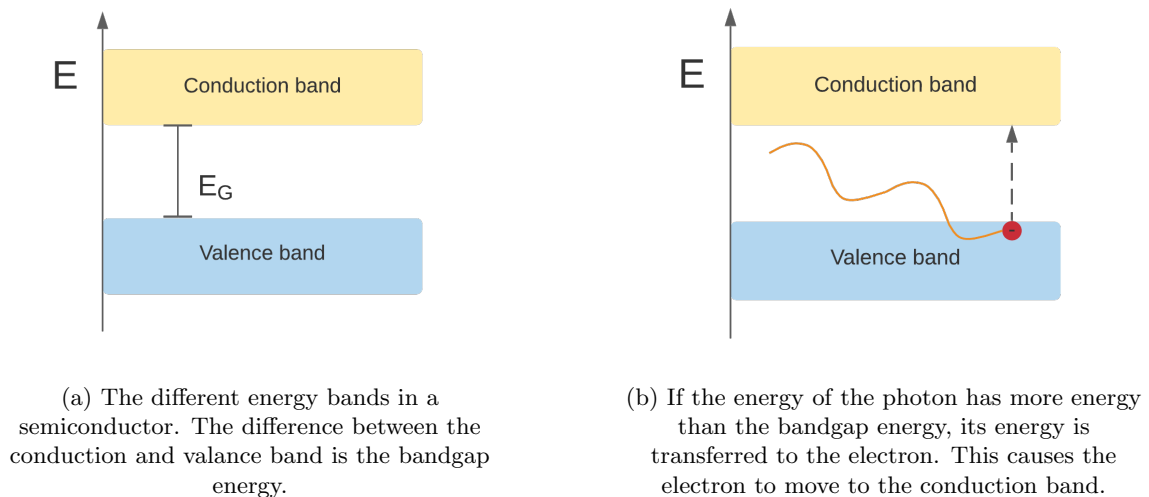 E
Conduction band
E_G
Valence band
(a) The different energy bands in a
semiconductor. The difference between the
conduction and valance band is the bandgap
energy.
E
Conduction band
Valence band
-
(b) If the energy of the photon has more energy
than the bandgap energy, its energy is
transferred to the electron. This causes the
electron to move to the conduction band.